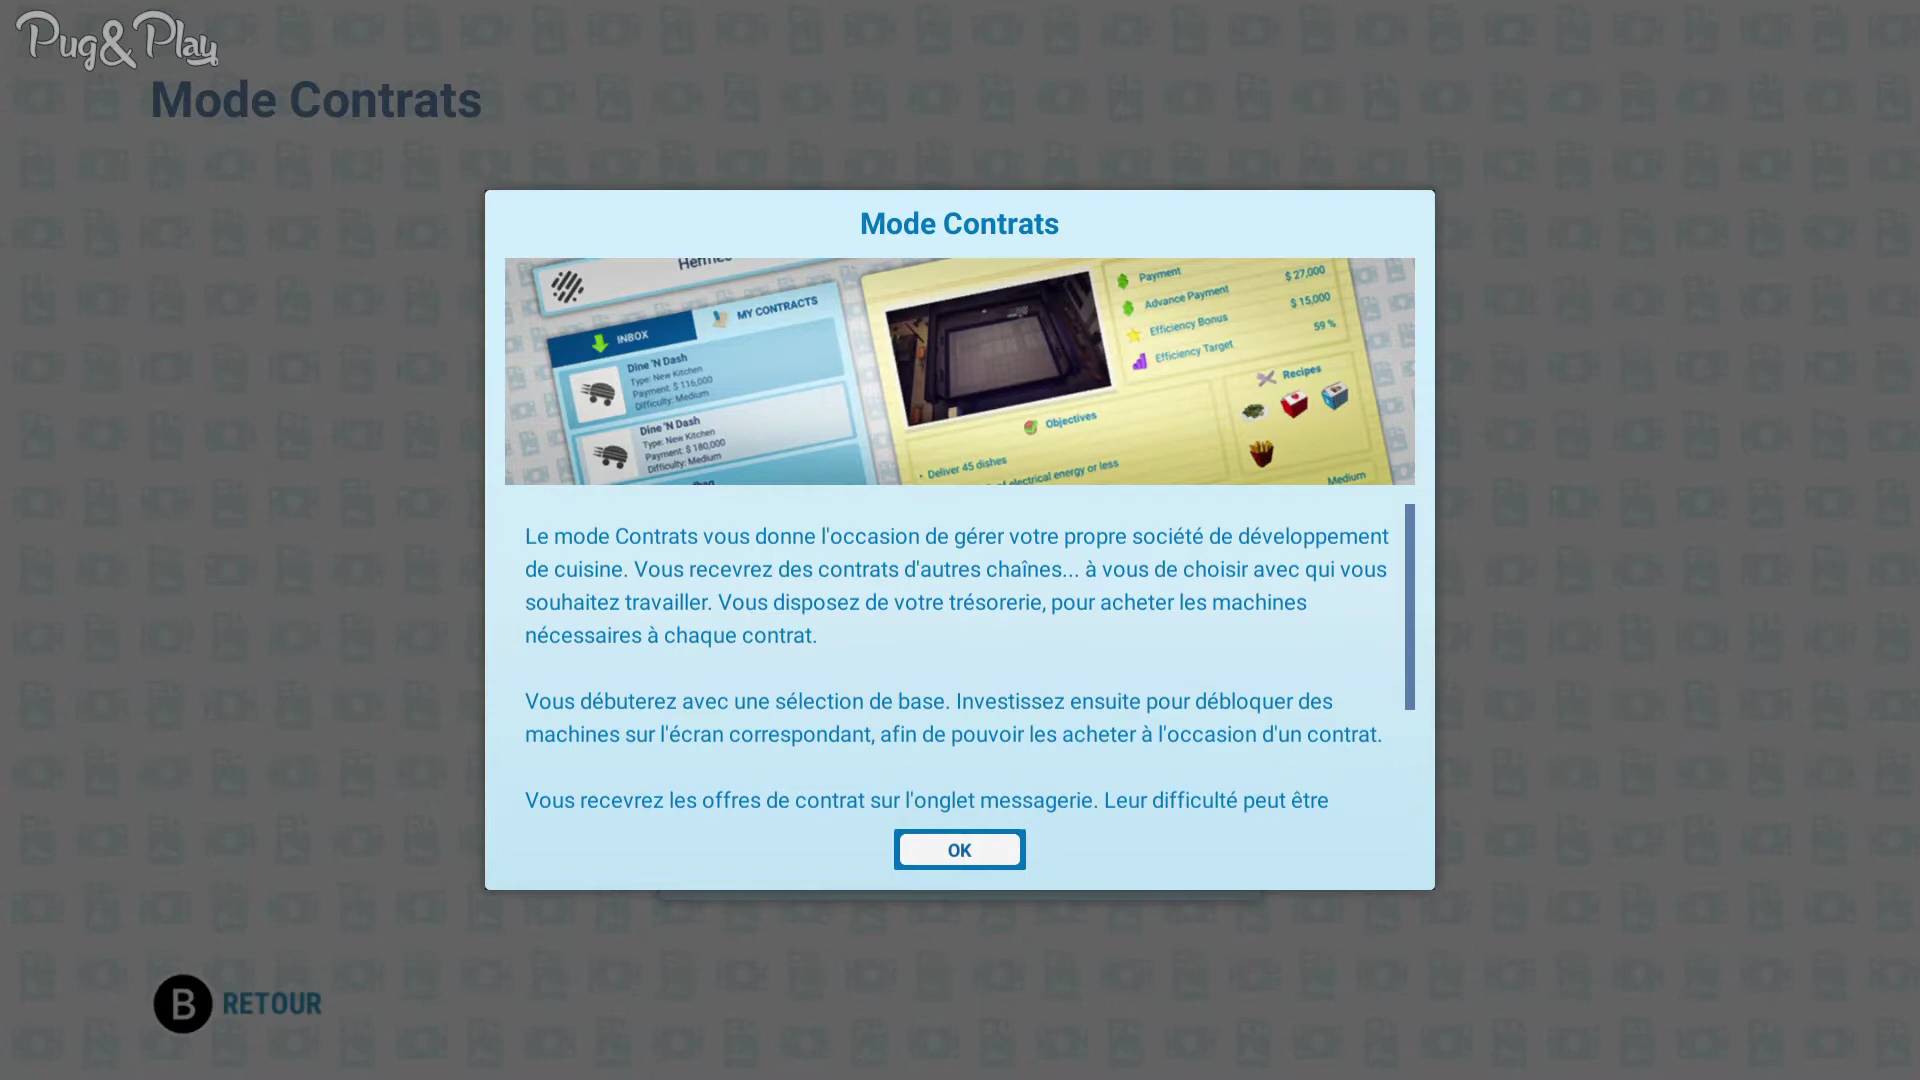 Pug& Play
Mode Contrats
Mode Contrats
INBOX
MY CONTRACTS
Dine 'N Dash
Type: New Kitchen
Payment: $ 116,000
Difficulty: Medium
Dine 'N Dash
Type: New Kitchen
Payment: $ 180,000
Difficulty: Medium
Payment
$ 27,000
Advance Payment
$ 15,000
Efficiency Bonus
59 %
Efficiency Target
Recipes
Objectives
• Deliver 45 dishes
of electrical energy or less
Medium
Le mode Contrats vous donne l'occasion de gérer votre propre société de développement
de cuisine. Vous recevrez des contrats d'autres chaînes... à vous de choisir avec qui vous
souhaitez travailler. Vous disposez de votre trésorerie, pour acheter les machines
nécessaires à chaque contrat.
Vous débuterez avec une sélection de base. Investissez ensuite pour débloquer des
machines sur l'écran correspondant, afin de pouvoir les acheter à l'occasion d'un contrat.
Vous recevrez les offres de contrat sur l'onglet messagerie. Leur difficulté peut être
OK
B RETOUR